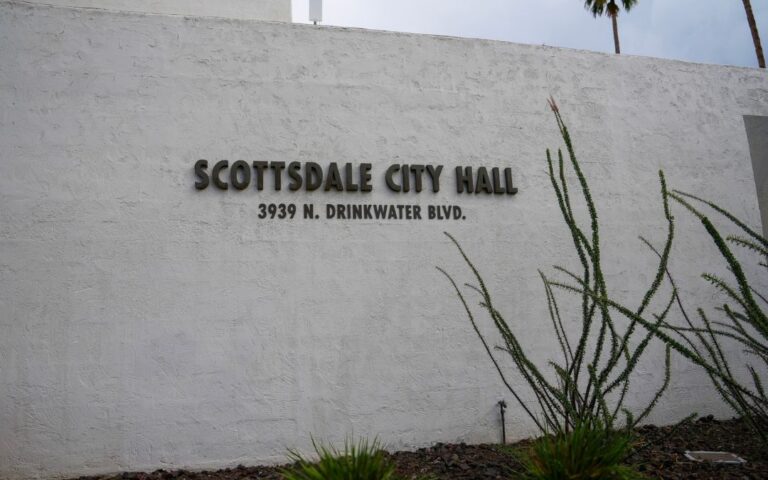 SCOTTSDALE CITY HALL
3939 N. DRINKWATER BLVD.